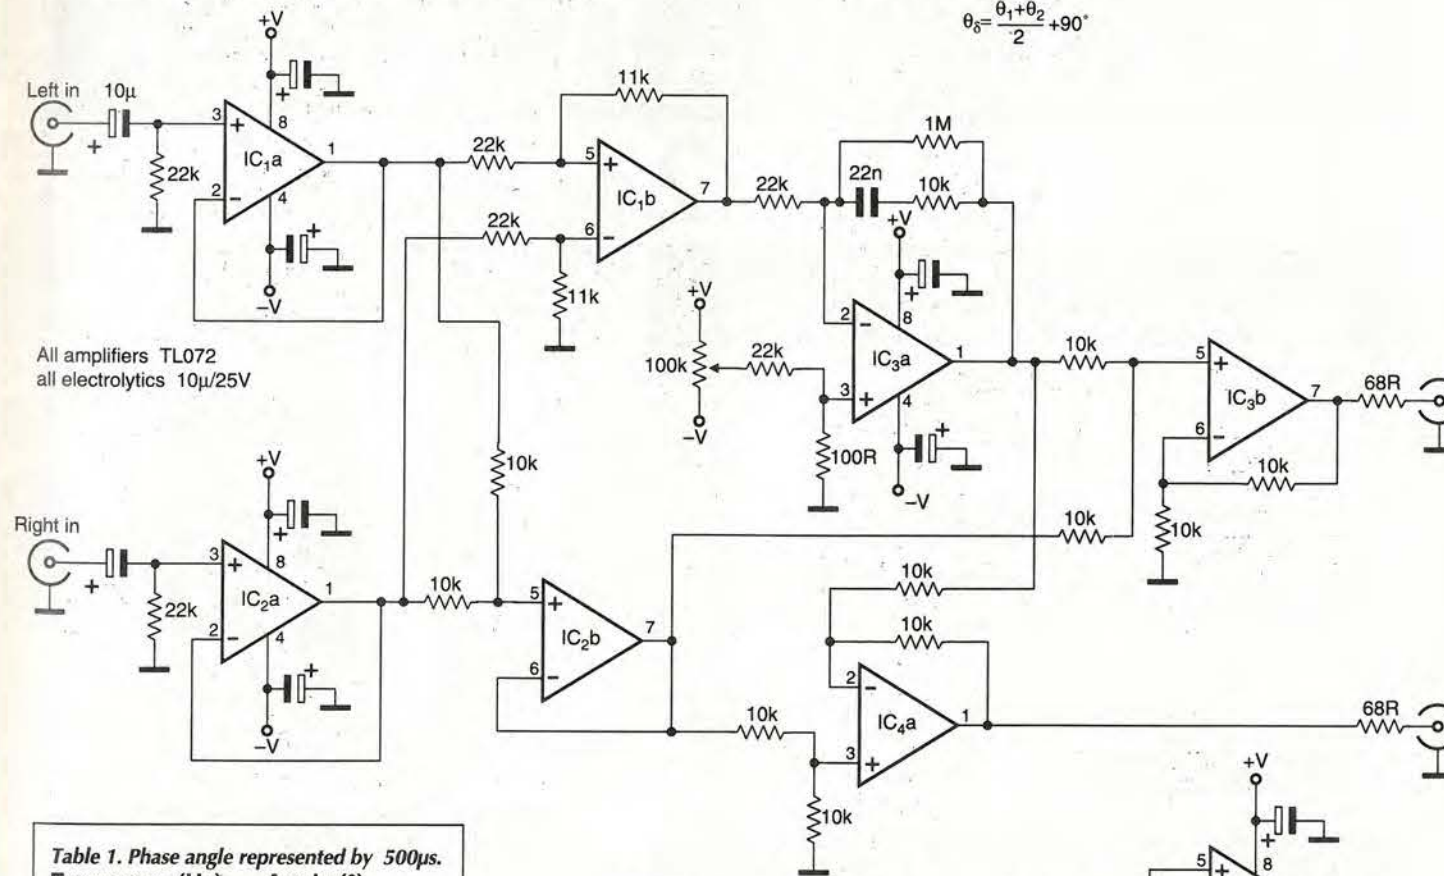 θδ= θ1+θ2 / 2 +90°
+V
Left in 10μ
+
+
3
+
8
22k
IC1a
1
2
−
4
+
−V
11k
22k
5
+
IC1b
7
22k
6
−
11k
1M
22k
22n
10k
+V
+
2
−
8
IC3a
1
+V
100k
22k
3
+
4
−V
100R
+
−V
10k
5
+
IC3b
7
68R
6
−
10k
10k
All amplifiers TL072
all electrolytics 10μ/25V
10k
+V
+
Right in
+
3
+
8
22k
IC2a
1
2
−
4
+
−V
10k
5
+
IC2b
7
6
−
10k
10k
10k
2
−
IC4a
1
68R
10k
3
+
10k
+V
+
5
+
8
Table 1. Phase angle represented by 500μs.